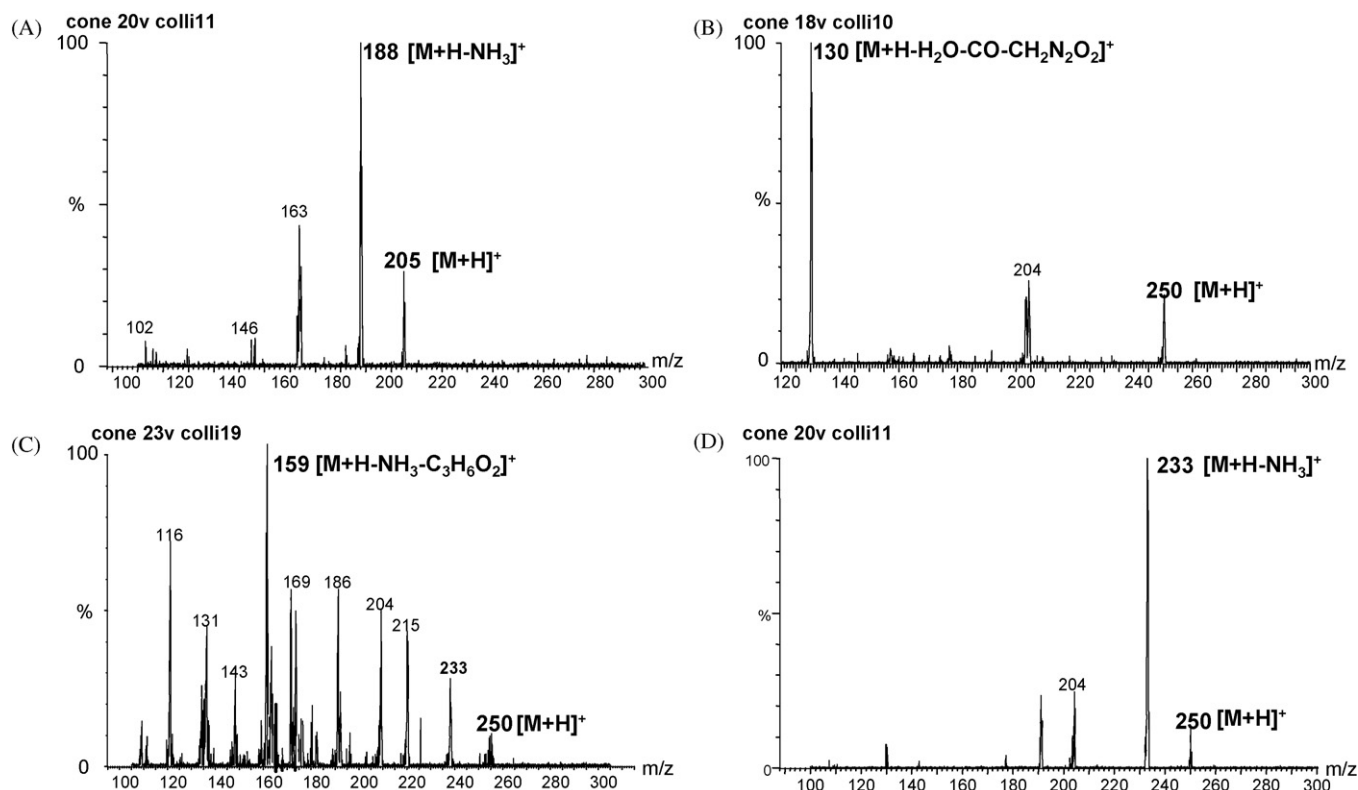 (A)
cone 20v colli11
100
%
0
188 [M+H-NH₃]⁺
163
205 [M+H]⁺
102
146
m/z
100 120 140 160 180 200 220 240 260 280 300
(B)
cone 18v colli10
100
%
0
130 [M+H-H₂O-CO-CH₂N₂O₂]⁺
204
250 [M+H]⁺
m/z
120 140 160 180 200 220 240 260 280 300
(C)
cone 23v colli19
100
%
0
159 [M+H-NH₃-C₃H₆O₂]⁺
116
131
143
169
186
204
215
233
250 [M+H]⁺
m/z
100 120 140 160 180 200 220 240 260 280 300
(D)
cone 20v colli11
100
%
0
233 [M+H-NH₃]⁺
204
250 [M+H]⁺
m/z
100 120 140 160 180 200 220 240 260 280 300